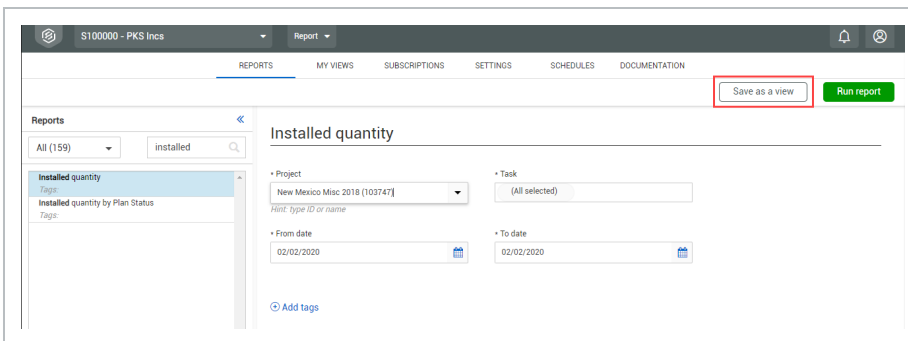 S100000 - PKS Incs Report
REPORTS MY VIEWS SUBSCRIPTIONS SETTINGS SCHEDULES DOCUMENTATION
Save as a view Run report
Reports
All (159) installed
Installed quantity
Tags:
Installed quantity by Plan Status
Tags:
Installed quantity
• Project • Task
New Mexico Misc 2018 (103747) (All selected)
Hint: type ID or name
• From date • To date
02/02/2020 02/02/2020
Add tags